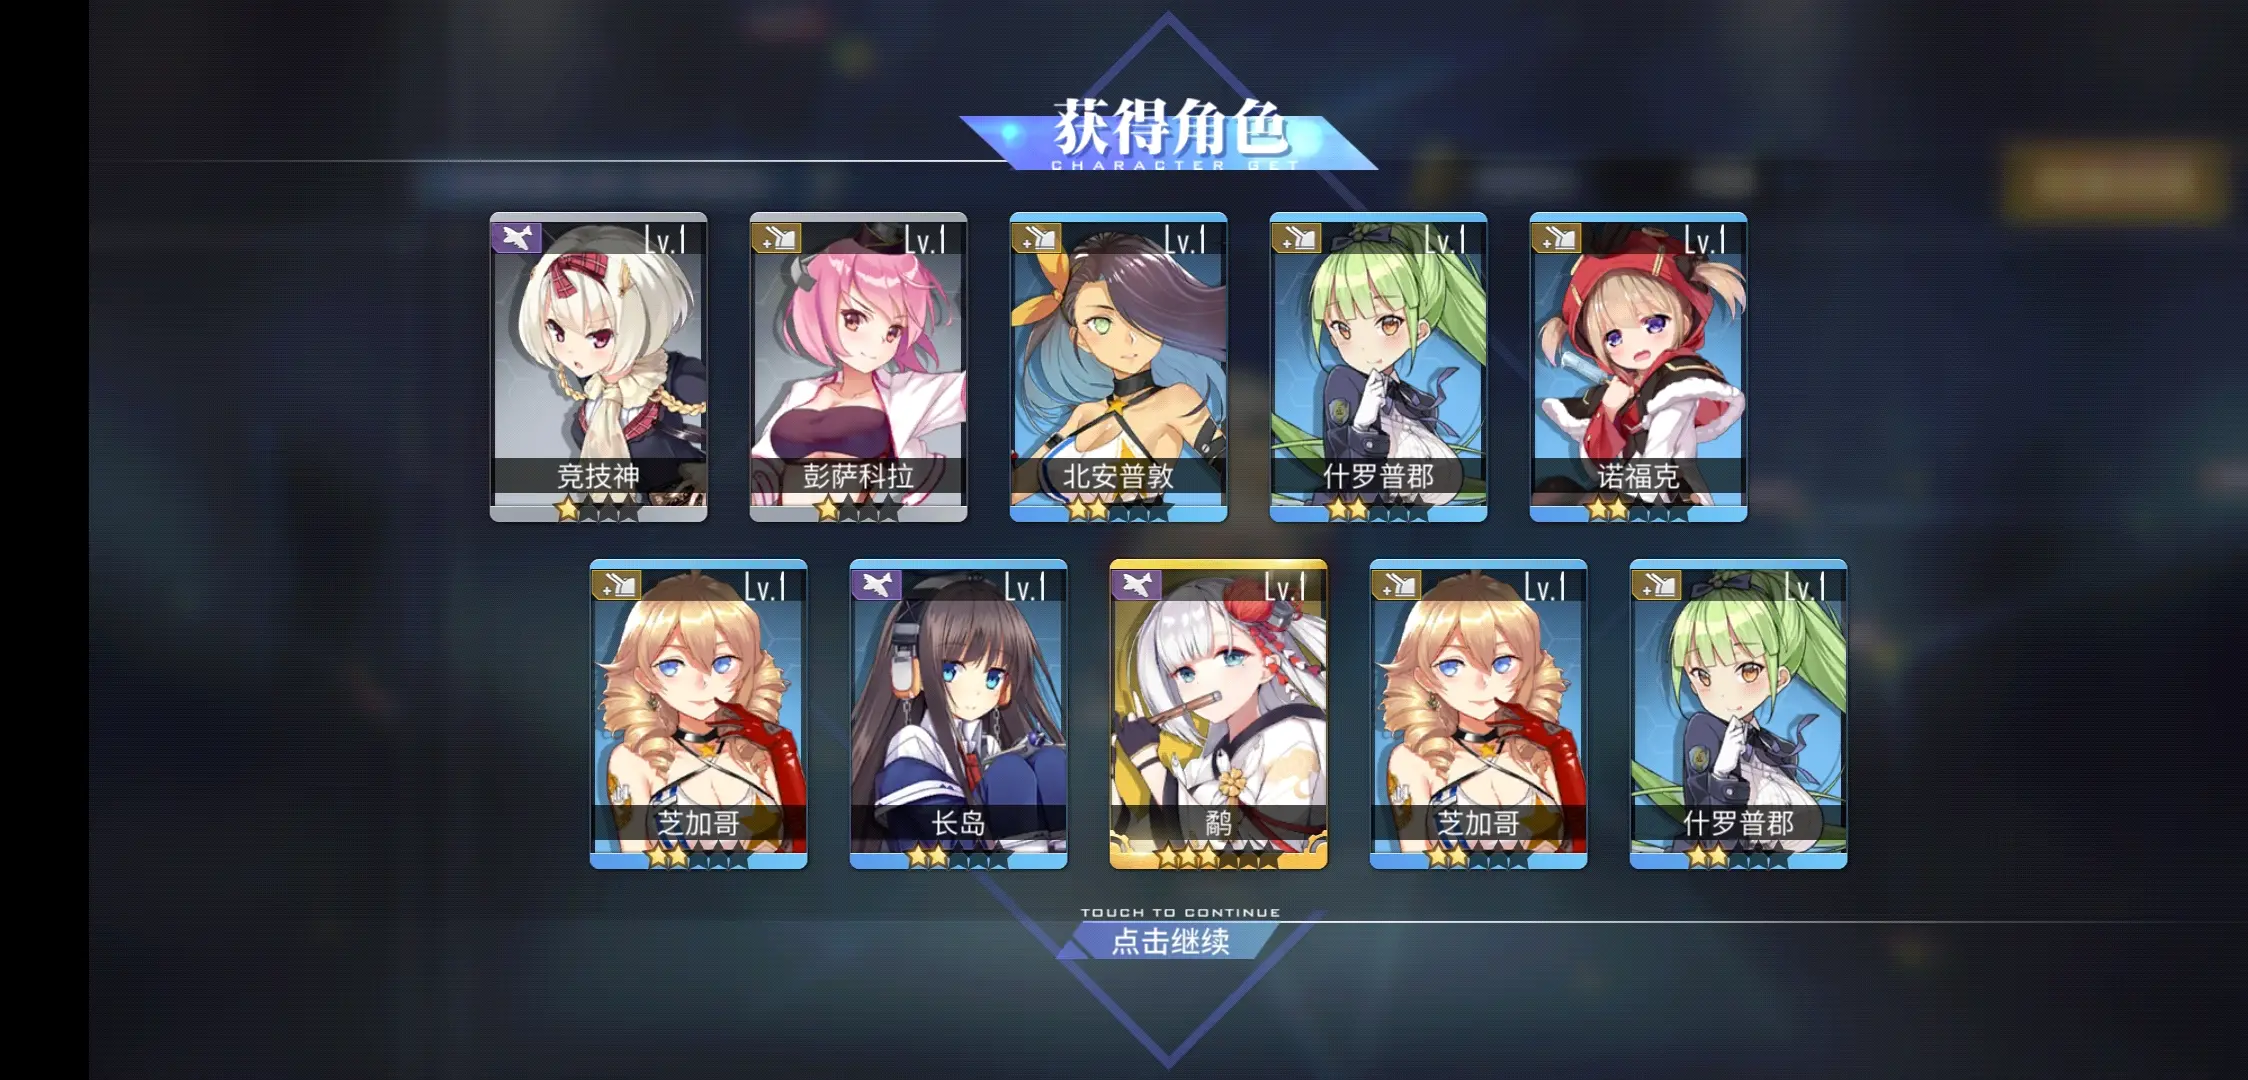 获得角色
CHARACTER GET
Lv.1
Lv.1
Lv.1
Lv.1
Lv.1
竞技神
彭萨科拉
北安普敦
什罗普郡
诺福克
Lv.1
Lv.1
Lv.1
Lv.1
Lv.1
芝加哥
长岛
鹬
芝加哥
什罗普郡
TOUCH TO CONTINUE
点击继续